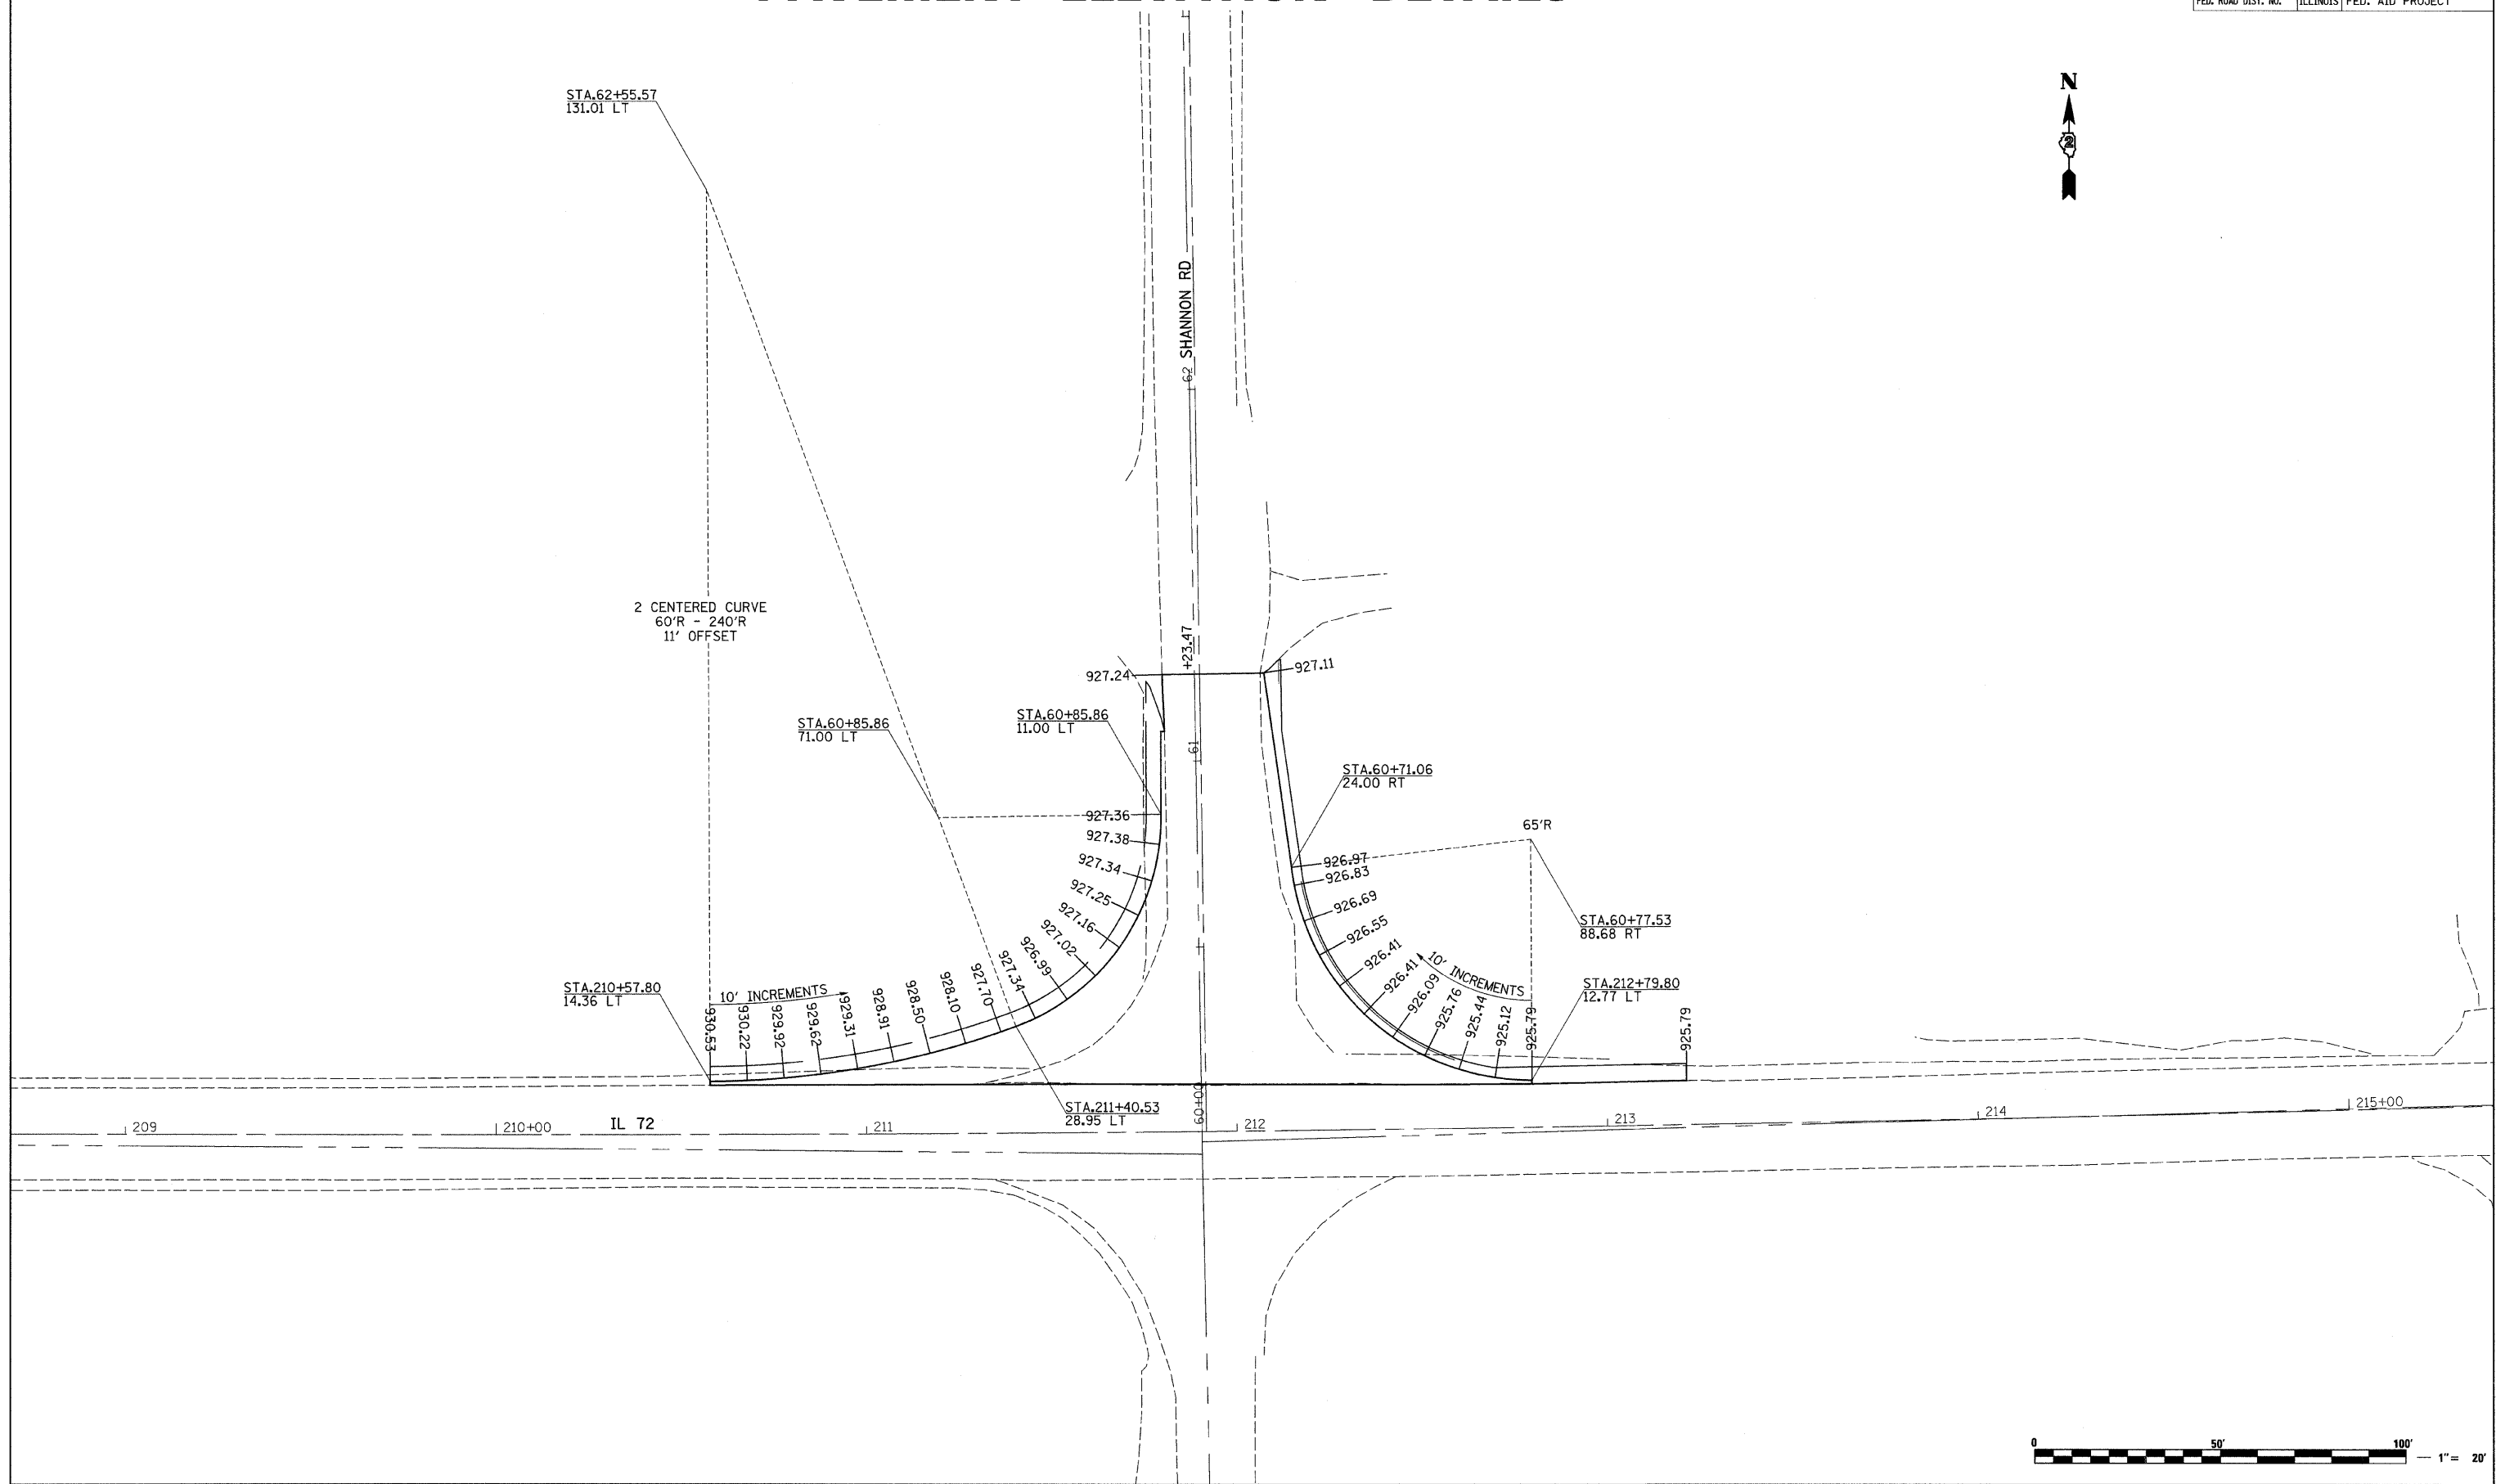 PAVEMENT ELEVATION DETAILS
FED. ROAD DIST. NO.
ILLINOIS
FED. AID PROJECT
STA.62+55.57
131.01 LT
N
2
SHANNON RD
62
2 CENTERED CURVE
60'R - 240'R
11' OFFSET
+23.47
927.24
927.11
STA.60+85.86
71.00 LT
STA.60+85.86
11.00 LT
61
STA.60+71.06
24.00 RT
927.36
927.38
927.34
927.25
927.16
927.02
926.99
927.34
927.70
928.10
928.50
928.91
929.31
929.62
929.92
930.22
930.53
10' INCREMENTS
STA.210+57.80
14.36 LT
65'R
926.97
926.83
926.69
926.55
926.41
926.41
926.09
925.76
925.44
925.12
925.79
925.79
10' INCREMENTS
STA.60+77.53
88.68 RT
STA.212+79.80
12.77 LT
STA.211+40.53
28.95 LT
60+00
209
210+00
IL 72
211
212
213
214
215+00
0
50'
100'
1"= 20'